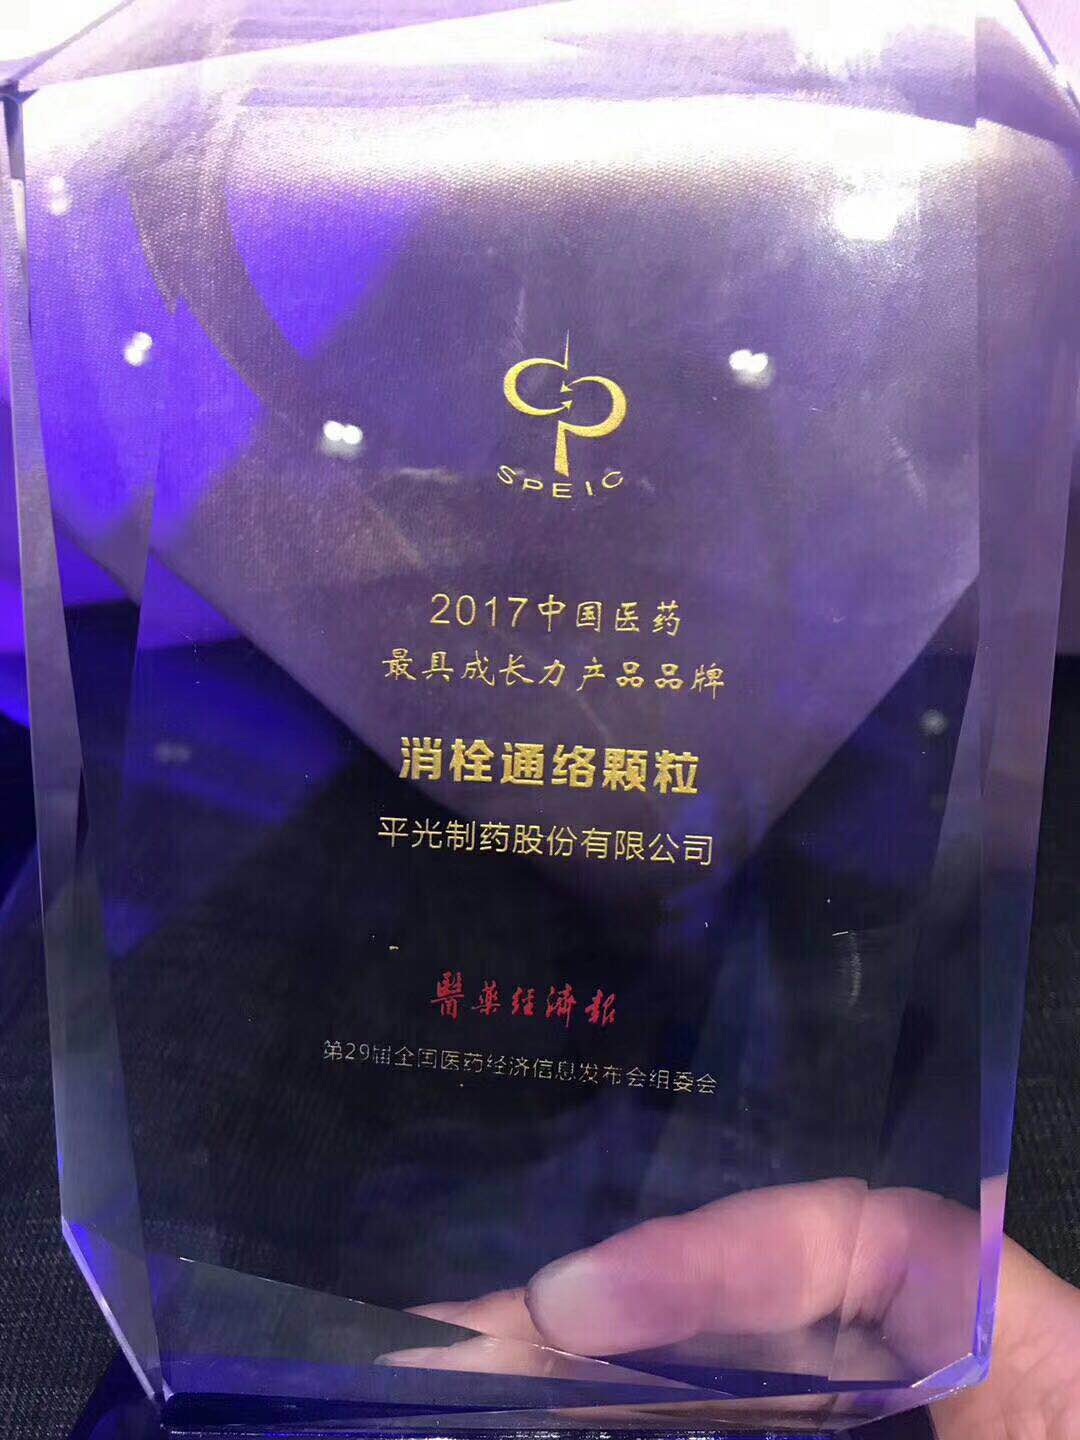 SPEIC
2017中国医药
最具成长力产品品牌
消栓通络颗粒
平光制药股份有限公司
醫藥經濟報
第29届全国医药经济信息发布会组委会